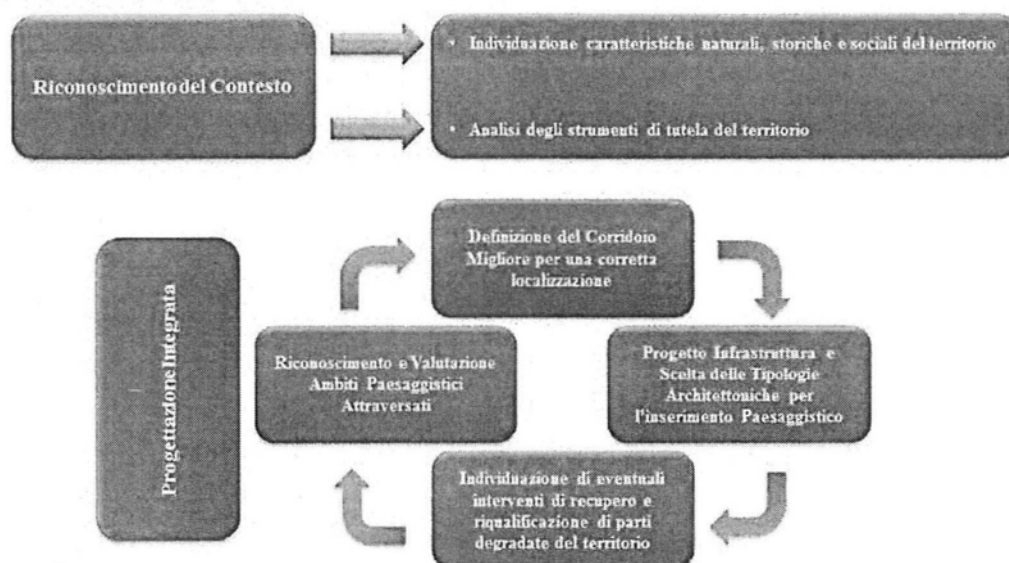 Riconoscimento del Contesto
• Individuazione caratteristiche naturali, storiche e sociali del territorio
• Analisi degli strumenti di tutela del territorio
Progettazione Integrata
Definizione del Corridoio
Migliore per una corretta
localizzazione
Riconoscimento e Valutazione
Ambiti Paesaggistici
Attraversati
Progetto Infrastruttura e
Scelta delle Tipologie
Architettoniche per
l'inserimento Paesaggistico
Individuazione di eventuali
interventi di recupero e
riqualificazione di parti
degradate del territorio